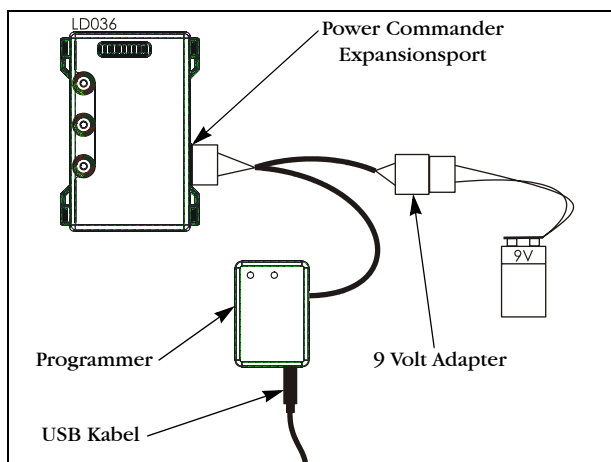 LD036
Power Commander
Expansionsport
9V
Programmer
9 Volt Adapter
USB Kabel